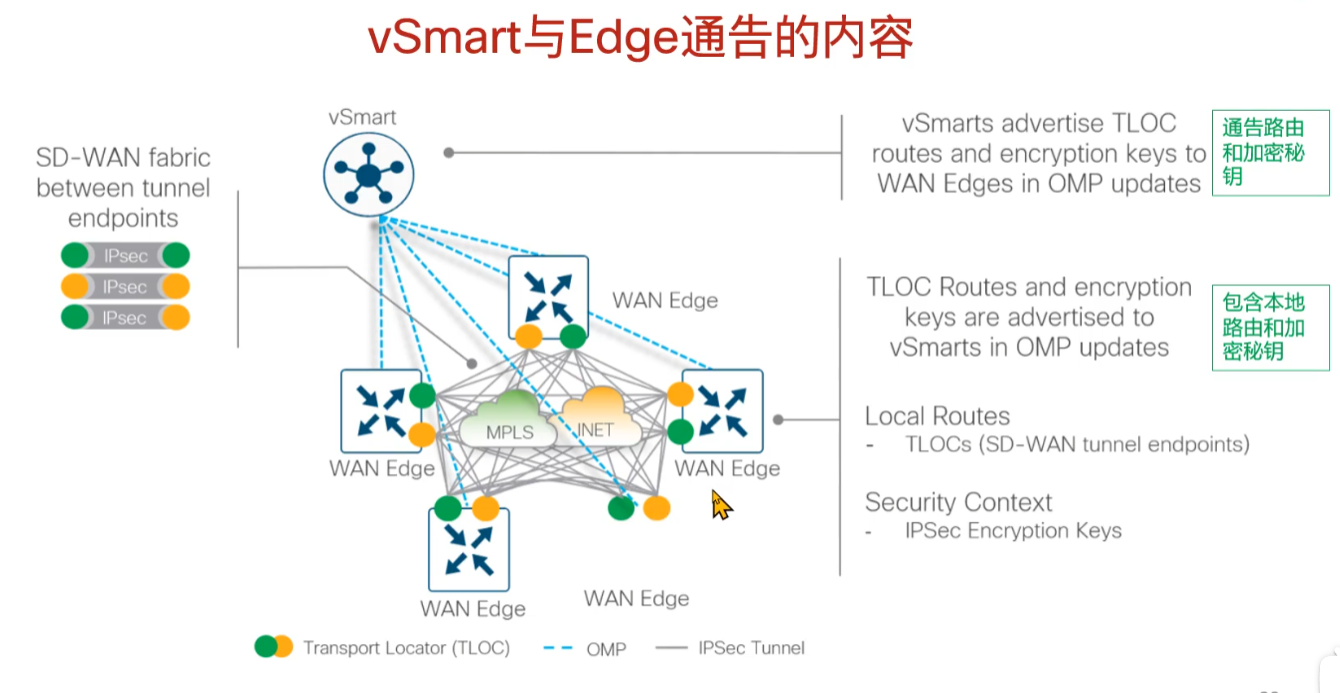 vSmart与Edge通告的内容
vSmart
SD-WAN fabric
between tunnel
endpoints
IPsec
IPsec
IPsec
vSmarts advertise TLOC
routes and encryption keys to
WAN Edges in OMP updates
通告路由
和加密秘
钥
WAN Edge
TLOC Routes and encryption
keys are advertised to
vSmarts in OMP updates
包含本地
路由和加
密秘钥
MPLS
INET
WAN Edge
WAN Edge
Local Routes
- TLOCs (SD-WAN tunnel endpoints)
Security Context
- IPSec Encryption Keys
WAN Edge
WAN Edge
Transport Locator (TLOC)
OMP
IPSec Tunnel